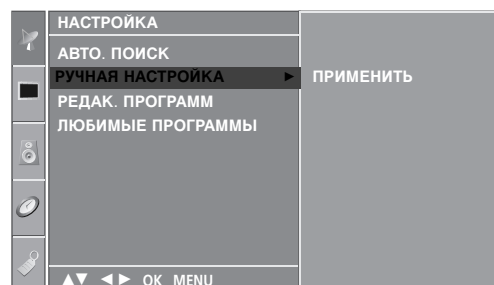 НАСТРОЙКА
АВТО. ПОИСК
РУЧНАЯ НАСТРОЙКА ► ПРИМЕНИТЬ
РЕДАК. ПРОГРАММ
ЛЮБИМЫЕ ПРОГРАММЫ
▲▼ ◄► OK MENU